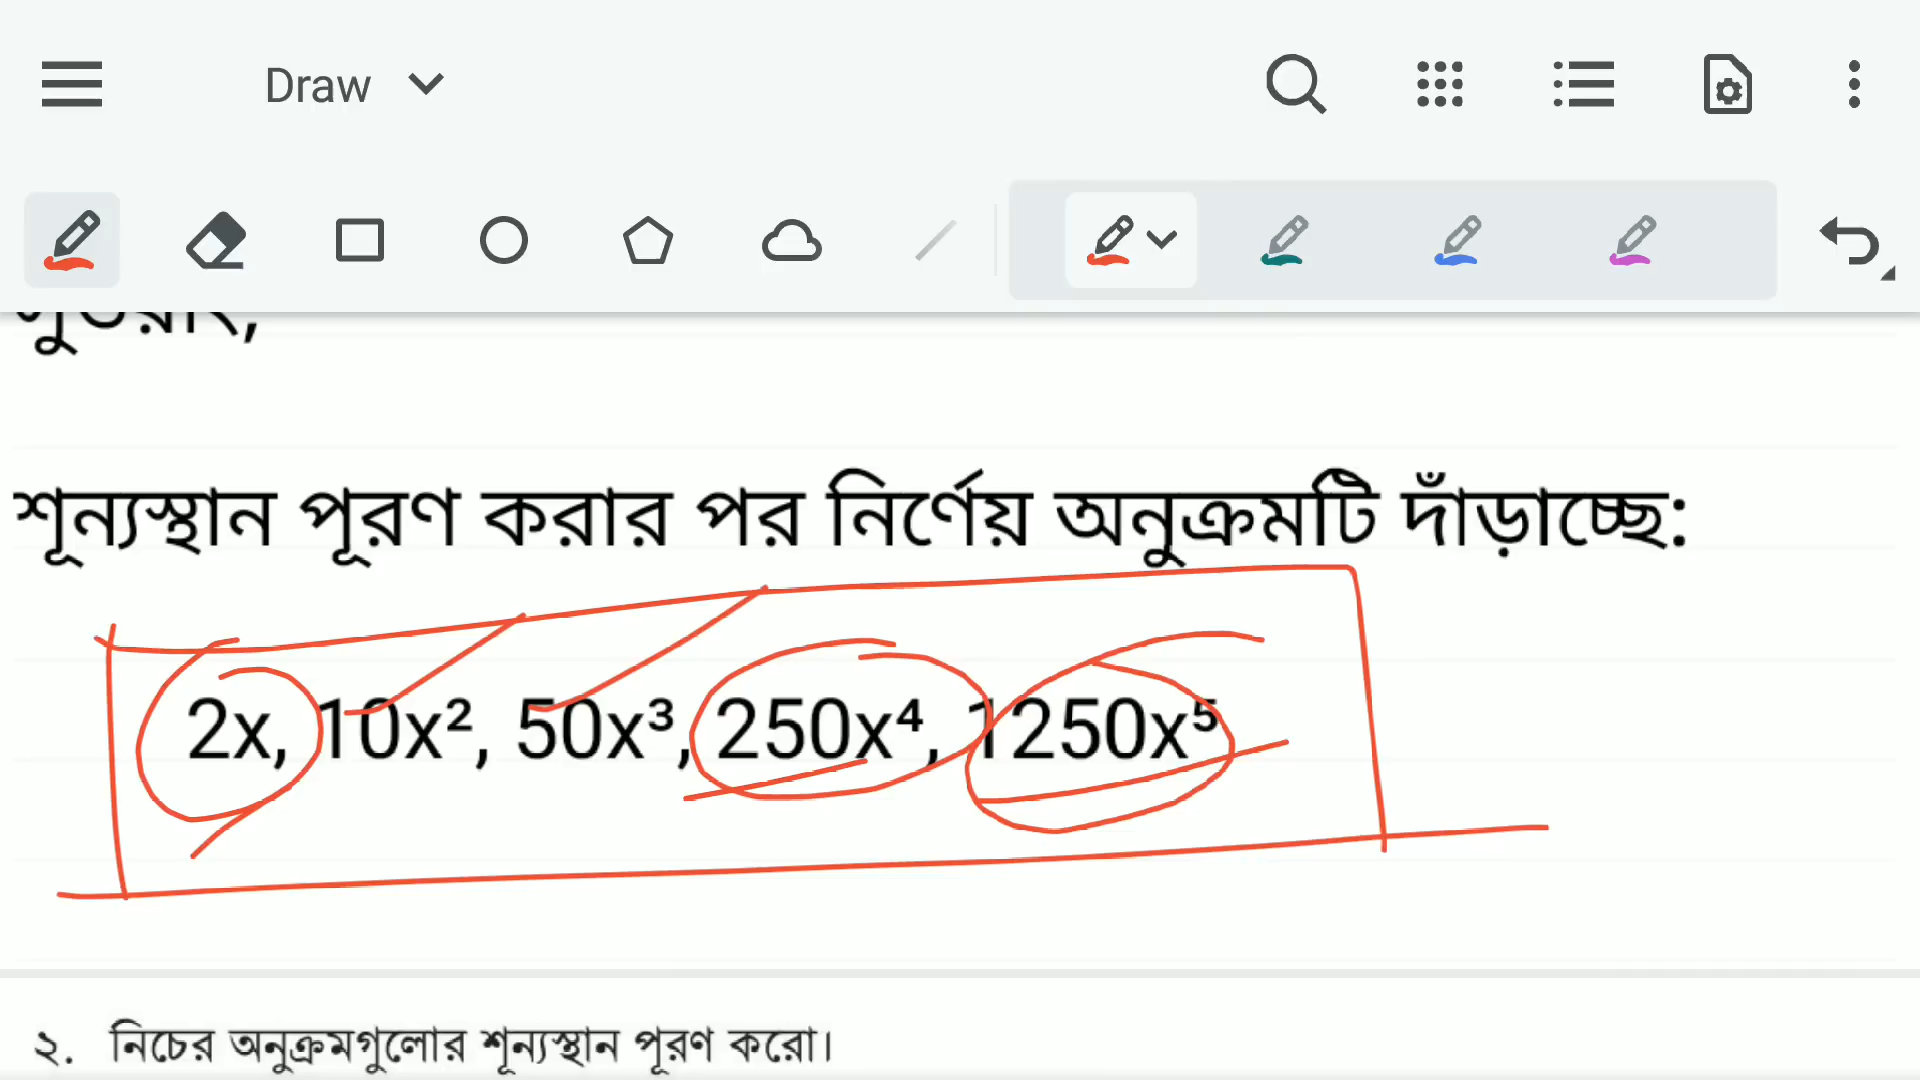 Draw
শূন্যস্থান পূরণ করার পর নির্ণেয় অনুক্রমটি দাঁড়াচ্ছে:
2x, 10x², 50x³, 250x⁴, 1250x⁵
২. নিচের অনুক্রমগুলোর শূন্যস্থান পূরণ করো।